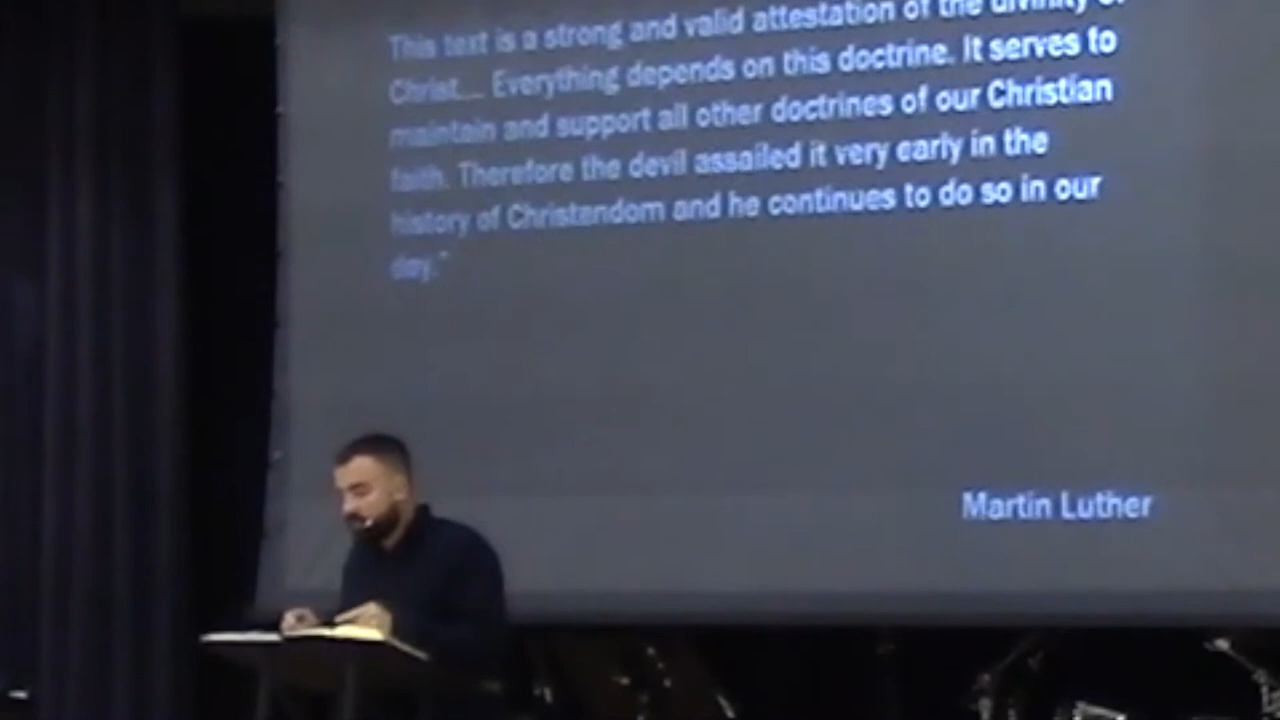 This text is a strong and valid attestation of the divinity of
Christ... Everything depends on this doctrine. It serves to
maintain and support all other doctrines of our Christian
faith. Therefore the devil assailed it very early in the
history of Christendom and he continues to do so in our
day."
Martin Luther